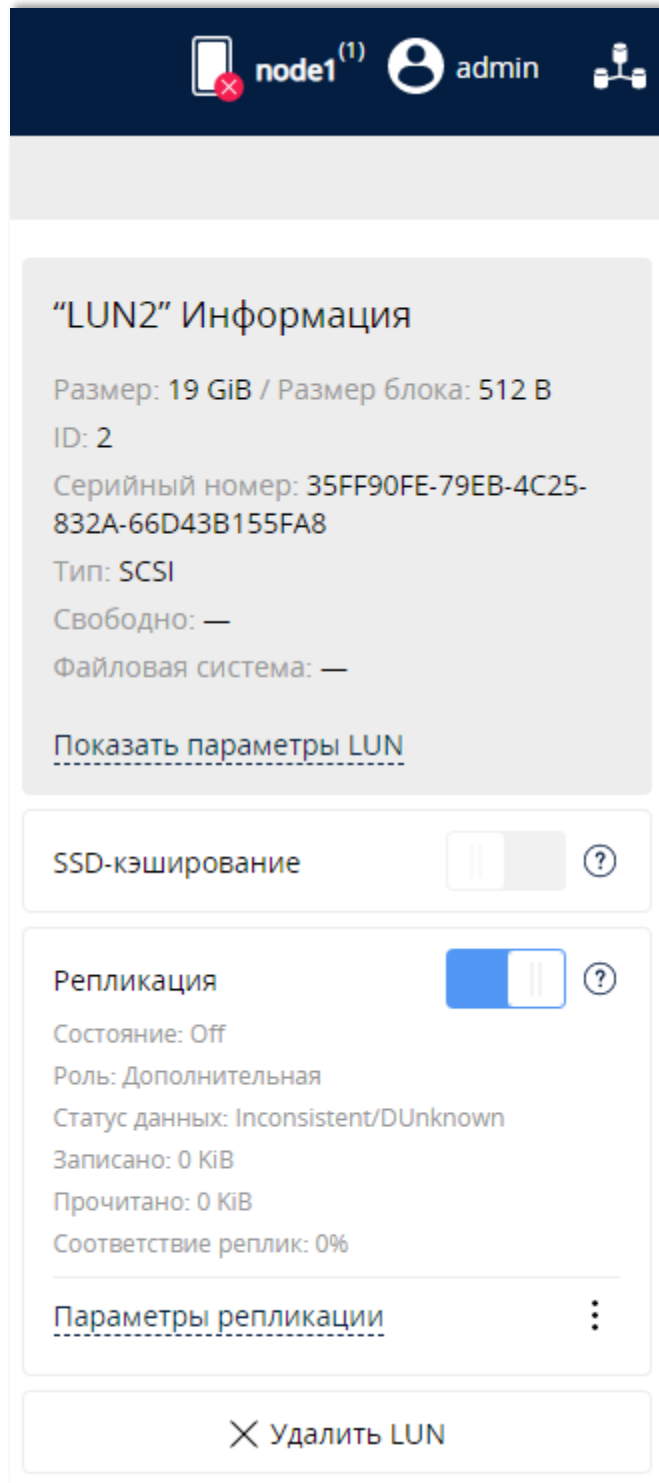 node1 (1) admin
“LUN2” Информация
Размер: 19 GiB / Размер блока: 512 B
ID: 2
Серийный номер: 35FF90FE-79EB-4C25-
832A-66D43B155FA8
Тип: SCSI
Свободно: —
Файловая система: —
Показать параметры LUN
SSD-кэширование ?
Репликация ?
Состояние: Off
Роль: Дополнительная
Статус данных: Inconsistent/DUnknown
Записано: 0 KiB
Прочитано: 0 KiB
Соответствие реплик: 0%
Параметры репликации
Удалить LUN